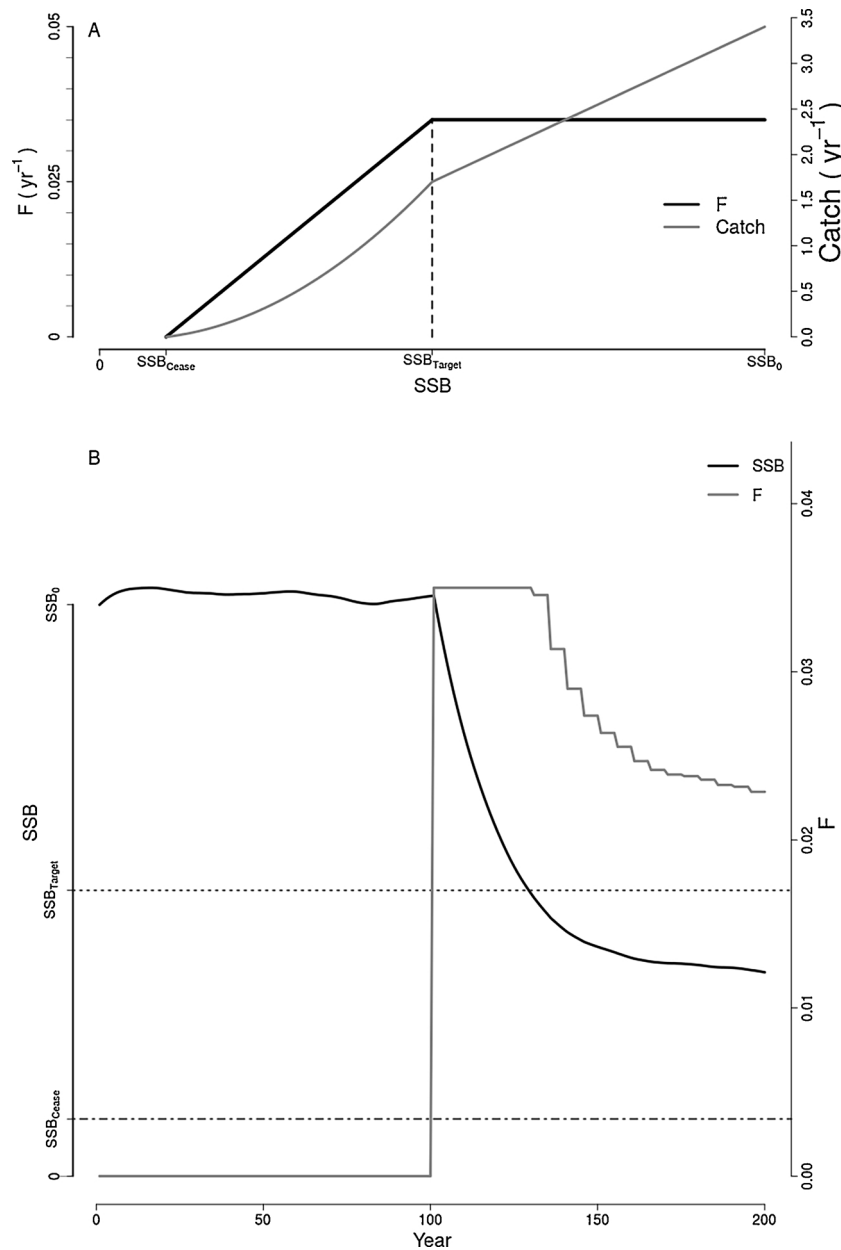 A
0.05
0.025
0
F ( yr⁻¹ )
3.5
3.0
2.5
2.0
1.5
1.0
0.5
0.0
Catch ( yr⁻¹ )
F
Catch
0
SSB_Cease
SSB_Target
SSB₀
SSB
B
SSB
F
SSB₀
SSB_Target
SSB_Cease
0
SSB
0.04
0.03
0.02
0.01
0.00
F
0
50
100
150
200
Year